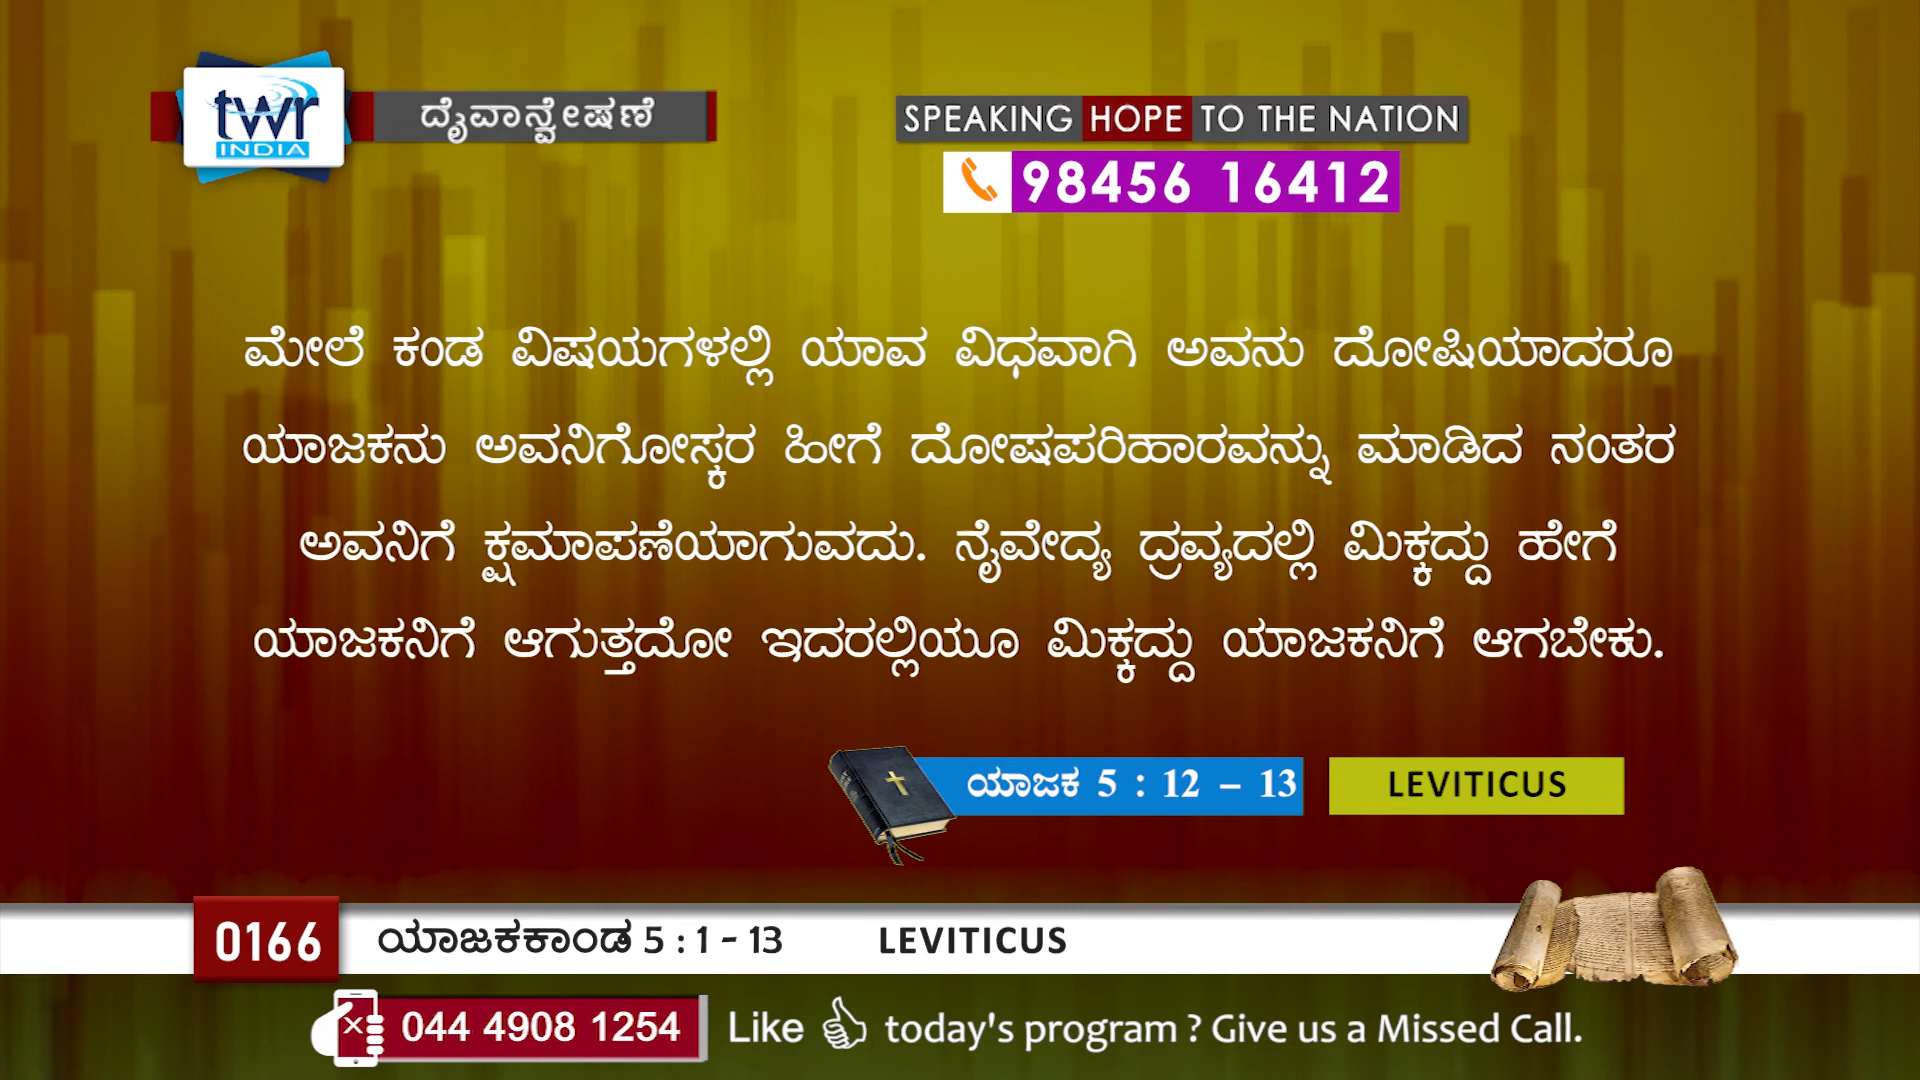 twr
INDIA
ದೈವಾನ್ವೇಷಣೆ
SPEAKING HOPE TO THE NATION
98456 16412
ಮೇಲೆ ಕಂಡ ವಿಷಯಗಳಲ್ಲಿ ಯಾವ ವಿಧವಾಗಿ ಅವನು ದೋಷಿಯಾದರೂ
ಯಾಜಕನು ಅವನಿಗೋಸ್ಕರ ಹೀಗೆ ದೋಷಪರಿಹಾರವನ್ನು ಮಾಡಿದ ನಂತರ
ಅವನಿಗೆ ಕ್ಷಮಾಪಣೆಯಾಗುವದು. ನೈವೇದ್ಯ ದ್ರವ್ಯದಲ್ಲಿ ಮಿಕ್ಕದ್ದು ಹೇಗೆ
ಯಾಜಕನಿಗೆ ಆಗುತ್ತದೋ ಇದರಲ್ಲಿಯೂ ಮಿಕ್ಕದ್ದು ಯಾಜಕನಿಗೆ ಆಗಬೇಕು.
ಯಾಜಕ 5 : 12 – 13 LEVITICUS
0166 ಯಾಜಕಕಾಂಡ 5 : 1 - 13 LEVITICUS
044 4908 1254 Like today's program ? Give us a Missed Call.